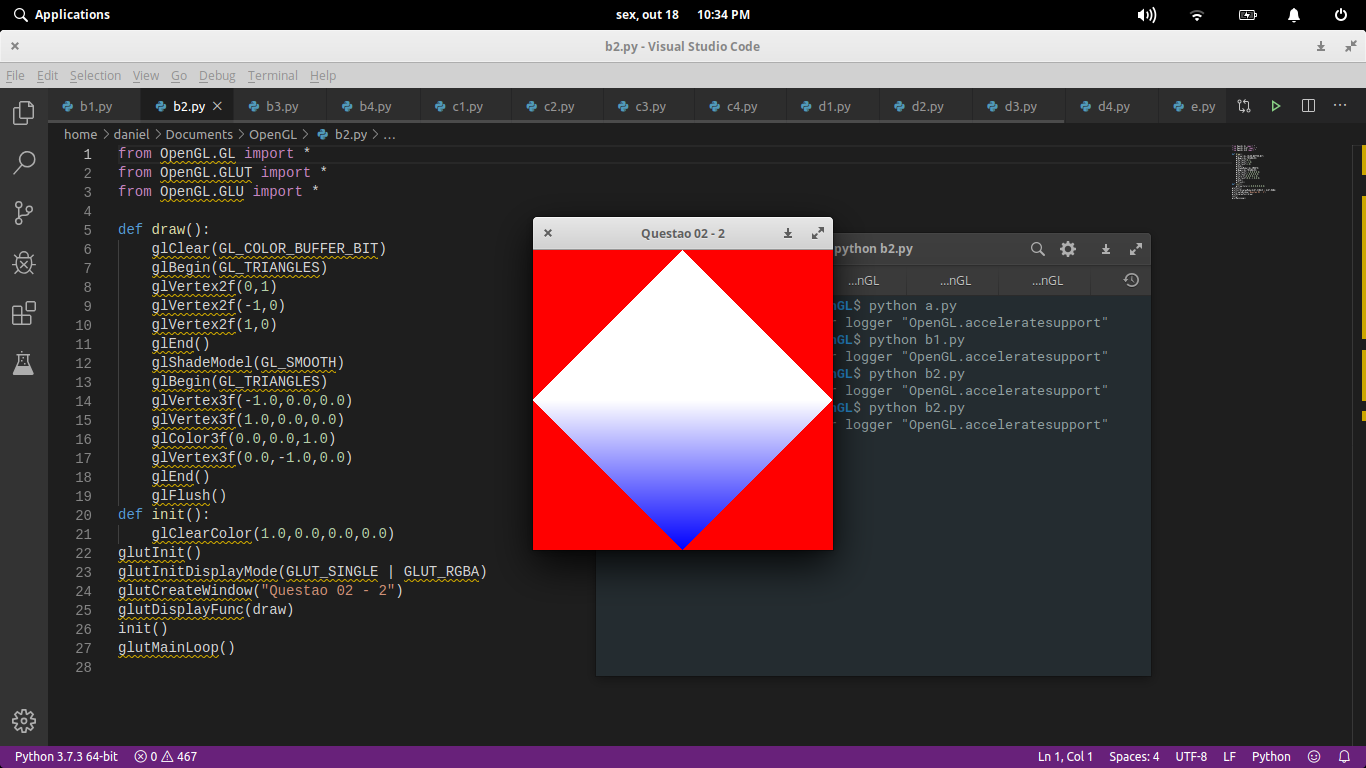 Applications sex, out 18 10:34 PM
b2.py - Visual Studio Code
File Edit Selection View Go Debug Terminal Help
b1.py b2.py b3.py b4.py c1.py c2.py c3.py c4.py d1.py d2.py d3.py d4.py e.py
home > daniel > Documents > OpenGL > b2.py > ...
1 from OpenGL.GL import *
2 from OpenGL.GLUT import *
3 from OpenGL.GLU import *
4
5 def draw():
6 glClear(GL_COLOR_BUFFER_BIT)
7 glBegin(GL_TRIANGLES)
8 glVertex2f(0,1)
9 glVertex2f(-1,0)
10 glVertex2f(1,0)
11 glEnd()
12 glShadeModel(GL_SMOOTH)
13 glBegin(GL_TRIANGLES)
14 glVertex3f(-1.0,0.0,0.0)
15 glVertex3f(1.0,0.0,0.0)
16 glColor3f(0.0,0.0,1.0)
17 glVertex3f(0.0,-1.0,0.0)
18 glEnd()
19 glFlush()
20 def init():
21 glClearColor(1.0,0.0,0.0,0.0)
22 glutInit()
23 glutInitDisplayMode(GLUT_SINGLE | GLUT_RGBA)
24 glutCreateWindow("Questao 02 - 2")
25 glutDisplayFunc(draw)
26 init()
27 glutMainLoop()
28
Questao 02 - 2
python b2.py
...nGL ...nGL ...nGL
GL$ python a.py
logger "OpenGL.acceleratesupport"
GL$ python b1.py
logger "OpenGL.acceleratesupport"
GL$ python b2.py
logger "OpenGL.acceleratesupport"
GL$ python b2.py
logger "OpenGL.acceleratesupport"
Python 3.7.3 64-bit 0 467 Ln 1, Col 1 Spaces: 4 UTF-8 LF Python